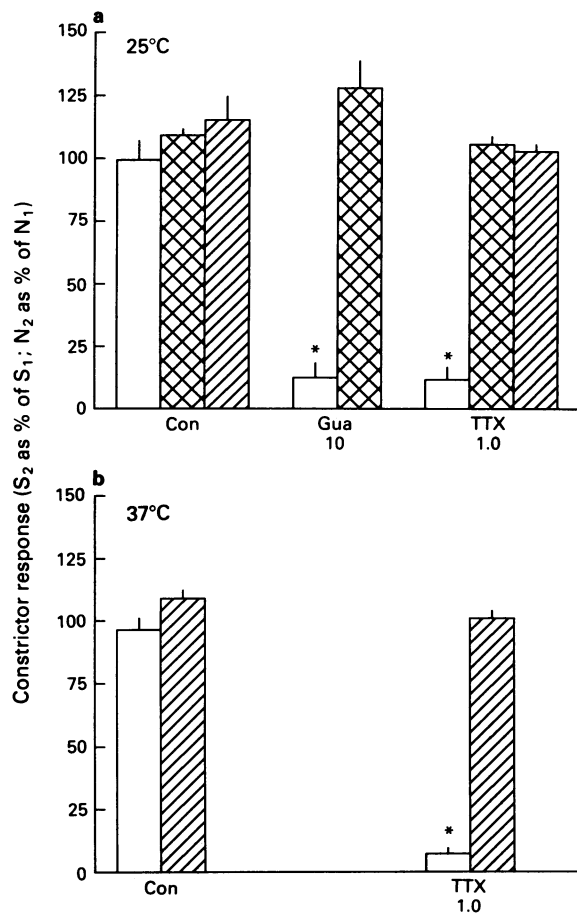 Constrictor response (S₂ as % of S₁; N₂ as % of N₁)
a
25°C
150
125
100
75
50
25
0
*
*
Con
Gua
TTX
10
1.0
b
37°C
150
125
100
75
50
25
0
*
Con
TTX
1.0